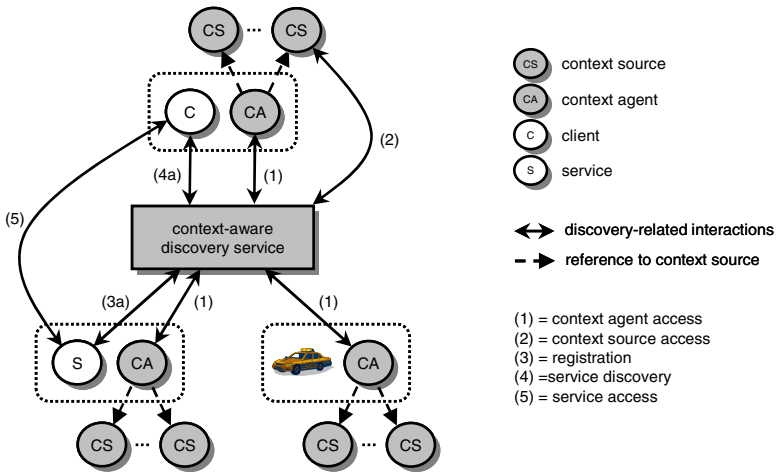 CS ... CS
C
CA
(2)
(4a)
(1)
(5)
context-aware
discovery service
(3a)
(1)
(1)
S
CA
CA
CS ... CS
CS ... CS
CS context source
CA context agent
C client
S service
discovery-related interactions
reference to context source
(1) = context agent access
(2) = context source access
(3) = registration
(4) =service discovery
(5) = service access